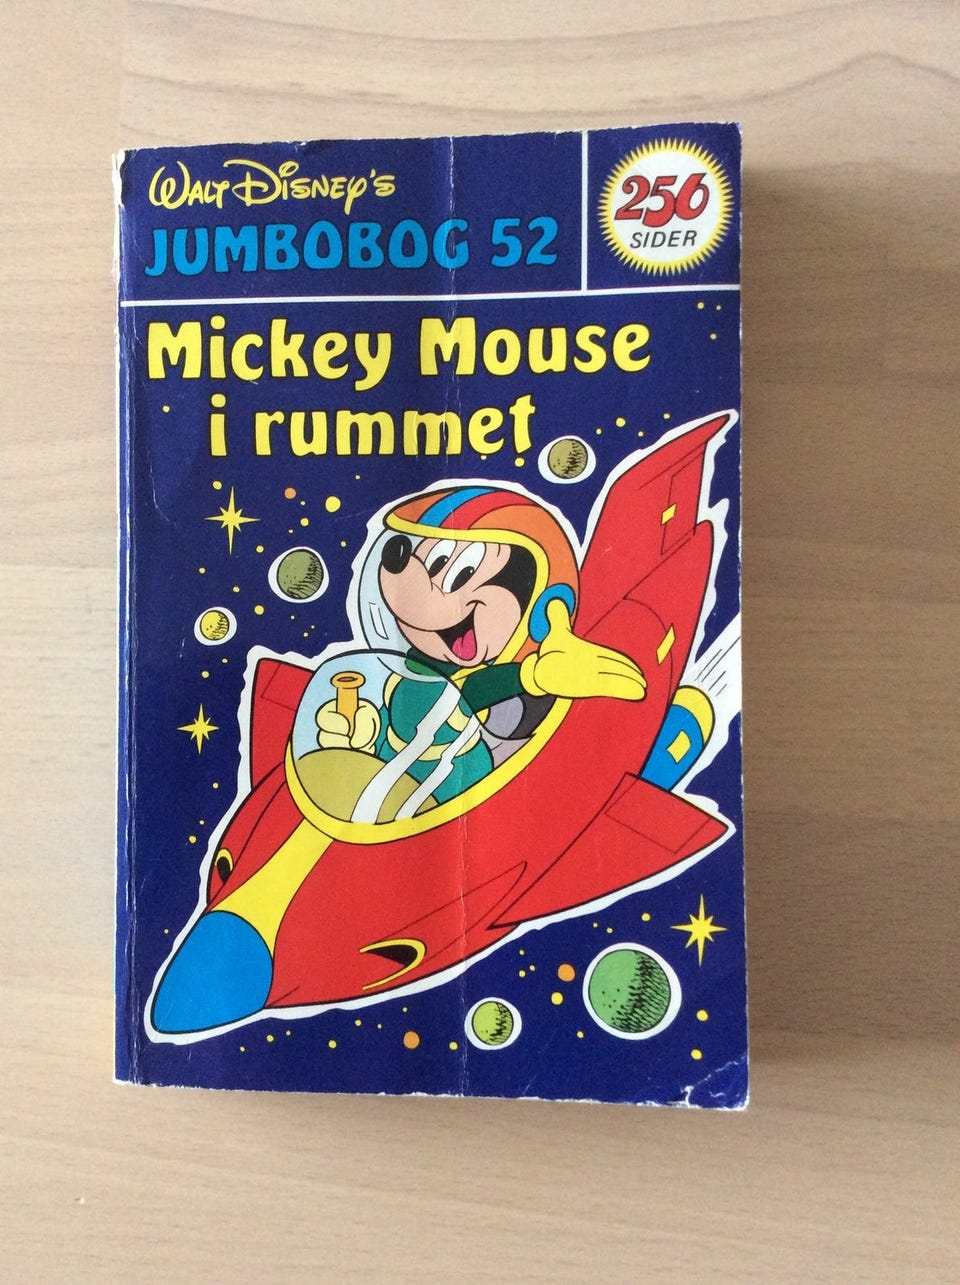 Walt Disney's
JUMBOBOG 52
256
SIDER
Mickey Mouse
i rummet